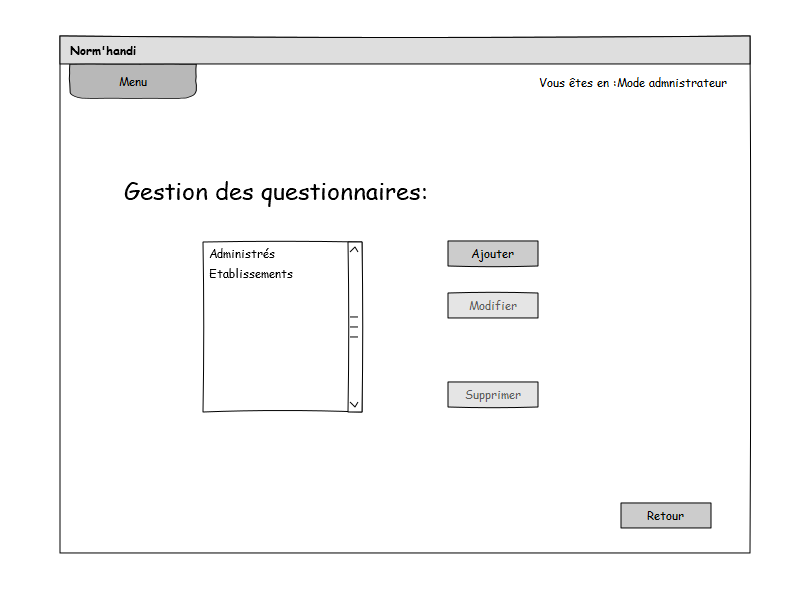 Norm'handi
Menu
Vous êtes en :Mode admnistrateur
Gestion des questionnaires:
Administrés
Etablissements
Ajouter
Modifier
Supprimer
Retour